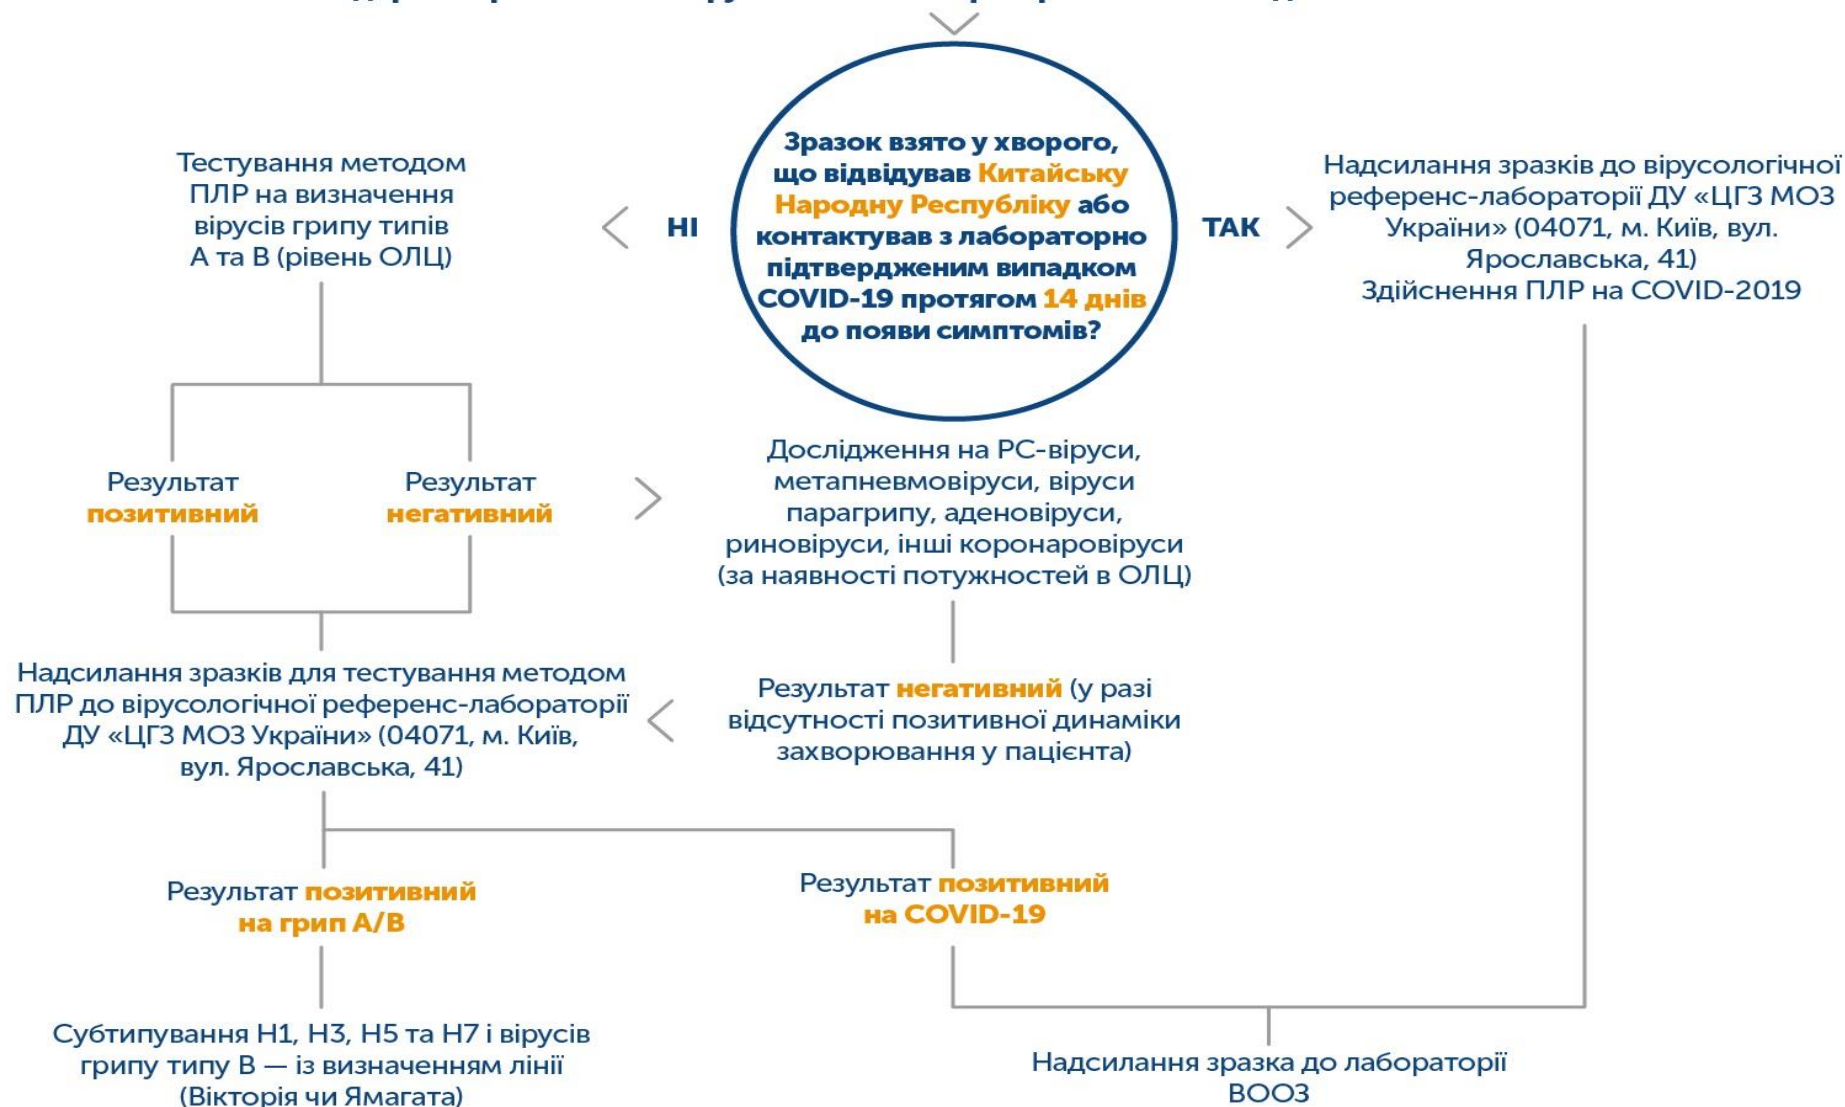 Зразок взято у хворого,
що відвідував Китайську
Народну Республіку або
контактував з лабораторно
підтвердженим випадком
COVID-19 протягом 14 днів
до появи симптомів?
НІ
ТАК
Тестування методом
ПЛР на визначення
вірусів грипу типів
А та В (рівень ОЛЦ)
Надсилання зразків до вірусологічної
референс-лабораторії ДУ «ЦГЗ МОЗ
України» (04071, м. Київ, вул.
Ярославська, 41)
Здійснення ПЛР на COVID-2019
Результат
позитивний
Результат
негативний
Дослідження на РС-віруси,
метапневмовіруси, віруси
парагрипу, аденовіруси,
риновіруси, інші коронаровіруси
(за наявності потужностей в ОЛЦ)
Надсилання зразків для тестування методом
ПЛР до вірусологічної референс-лабораторії
ДУ «ЦГЗ МОЗ України» (04071, м. Київ,
вул. Ярославська, 41)
Результат негативний (у разі
відсутності позитивної динаміки
захворювання у пацієнта)
Результат позитивний
на грип А/В
Результат позитивний
на COVID-19
Субтипування H1, H3, H5 та H7 і вірусів
грипу типу В — із визначенням лінії
(Вікторія чи Ямагата)
Надсилання зразка до лабораторії
ВООЗ